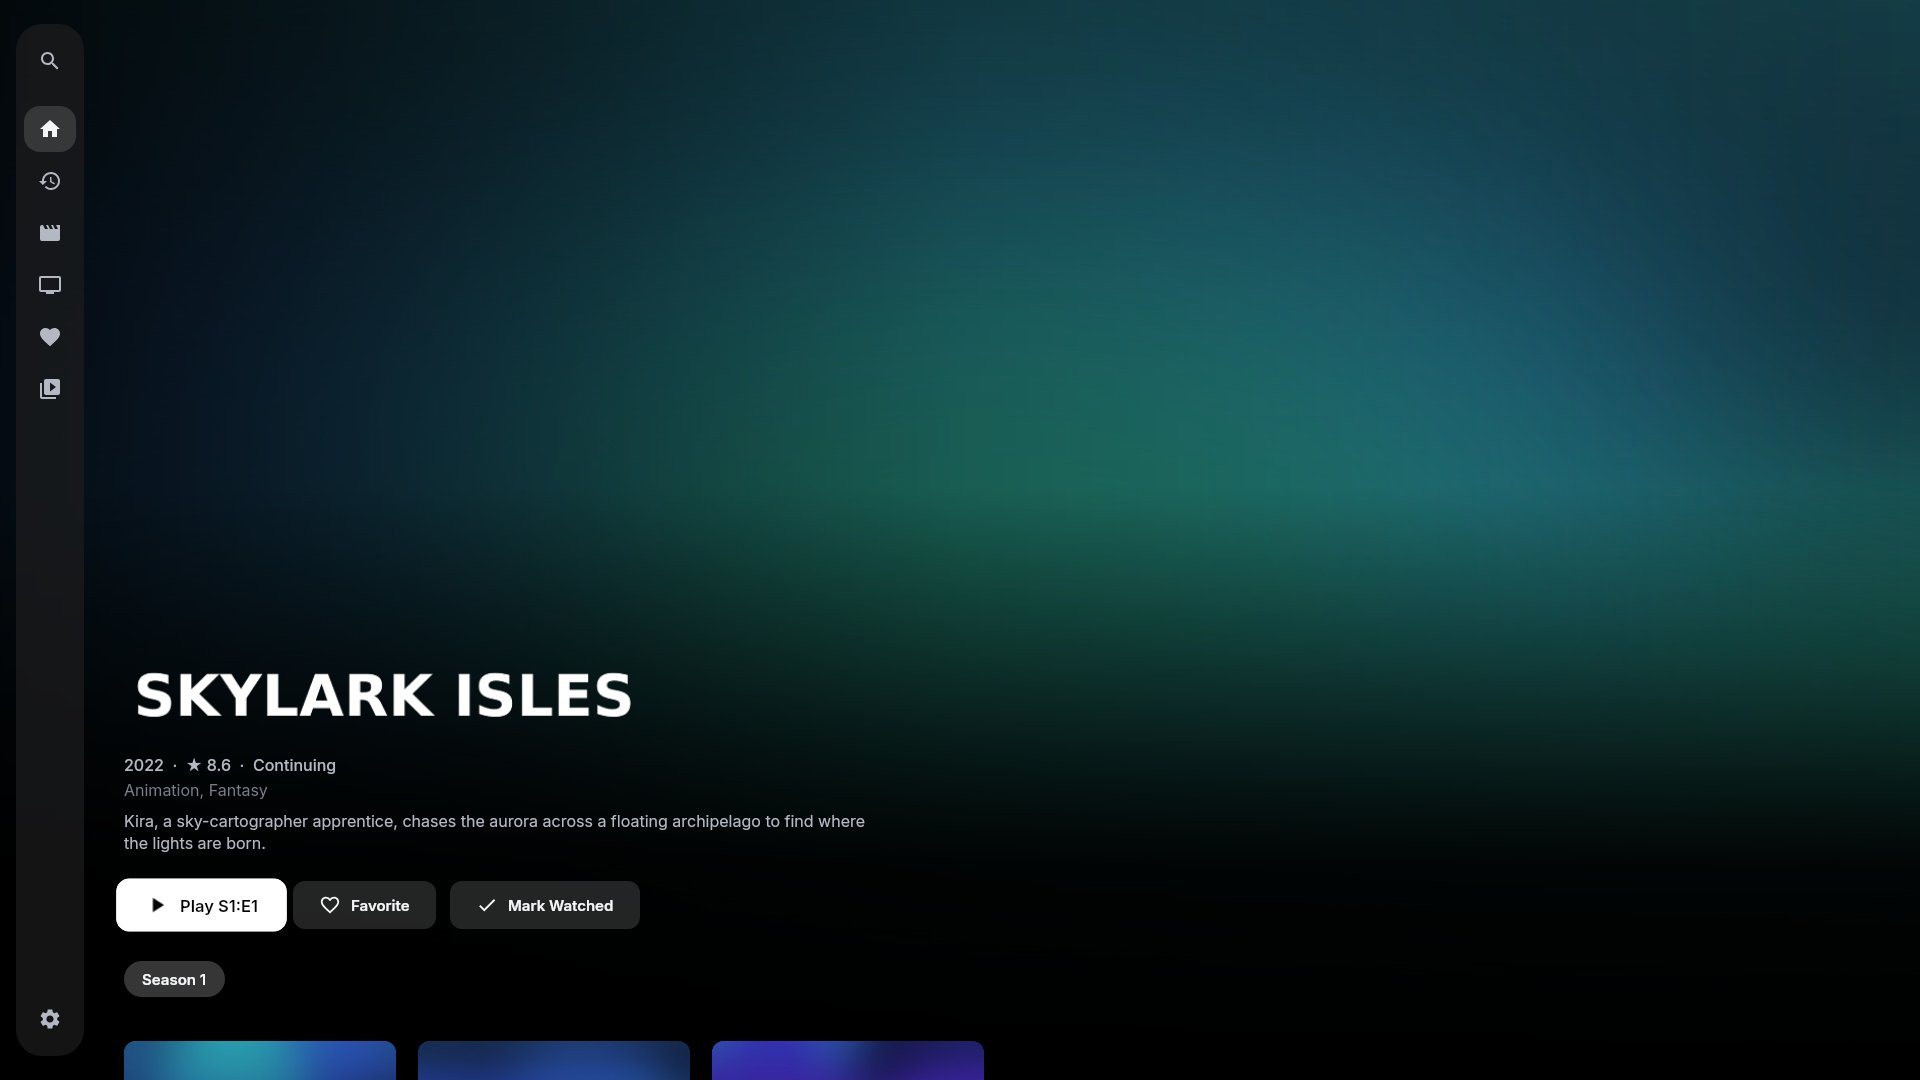 SKYLARK ISLES
2022 · ★ 8.6 · Continuing
Animation, Fantasy
Kira, a sky-cartographer apprentice, chases the aurora across a floating archipelago to find where
the lights are born.
Play S1:E1
Favorite
Mark Watched
Season 1